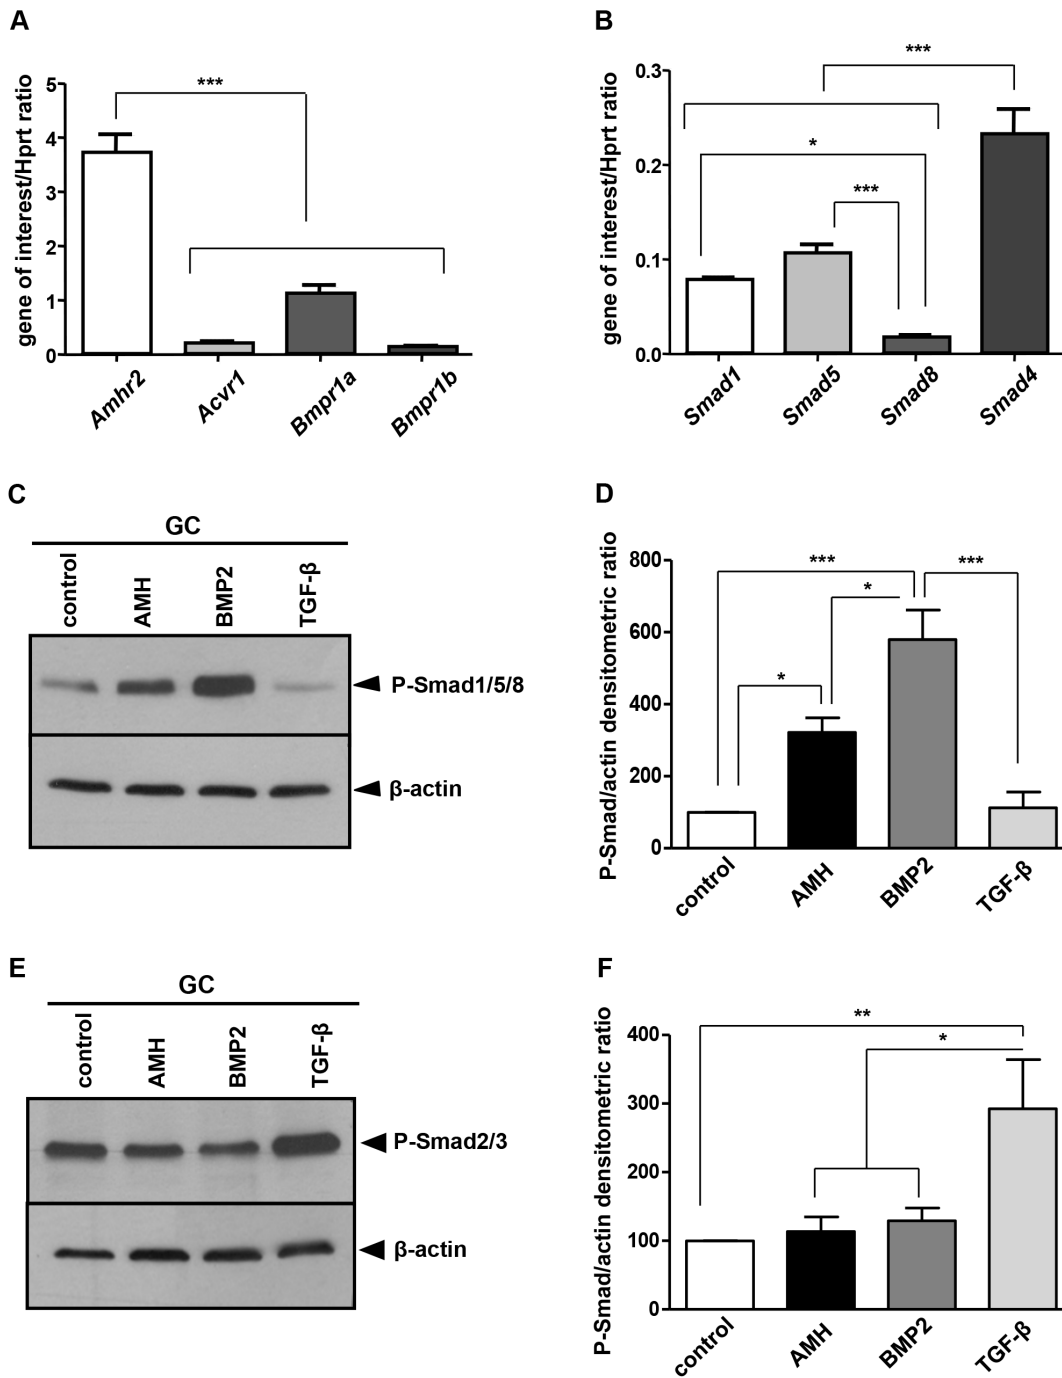 A
gene of interest/Hprt ratio
5
4
3
2
1
0
***
Amhr2
Acvr1
Bmpr1a
Bmpr1b
B
gene of interest/Hprt ratio
0.3
0.2
0.1
0.0
***
*
***
Smad1
Smad5
Smad8
Smad4
C
GC
control
AMH
BMP2
TGF-β
P-Smad1/5/8
β-actin
D
P-Smad/actin densitometric ratio
800
600
400
200
0
***
***
*
*
control
AMH
BMP2
TGF-β
E
GC
control
AMH
BMP2
TGF-β
P-Smad2/3
β-actin
F
P-Smad/actin densitometric ratio
400
300
200
100
0
**
*
control
AMH
BMP2
TGF-β